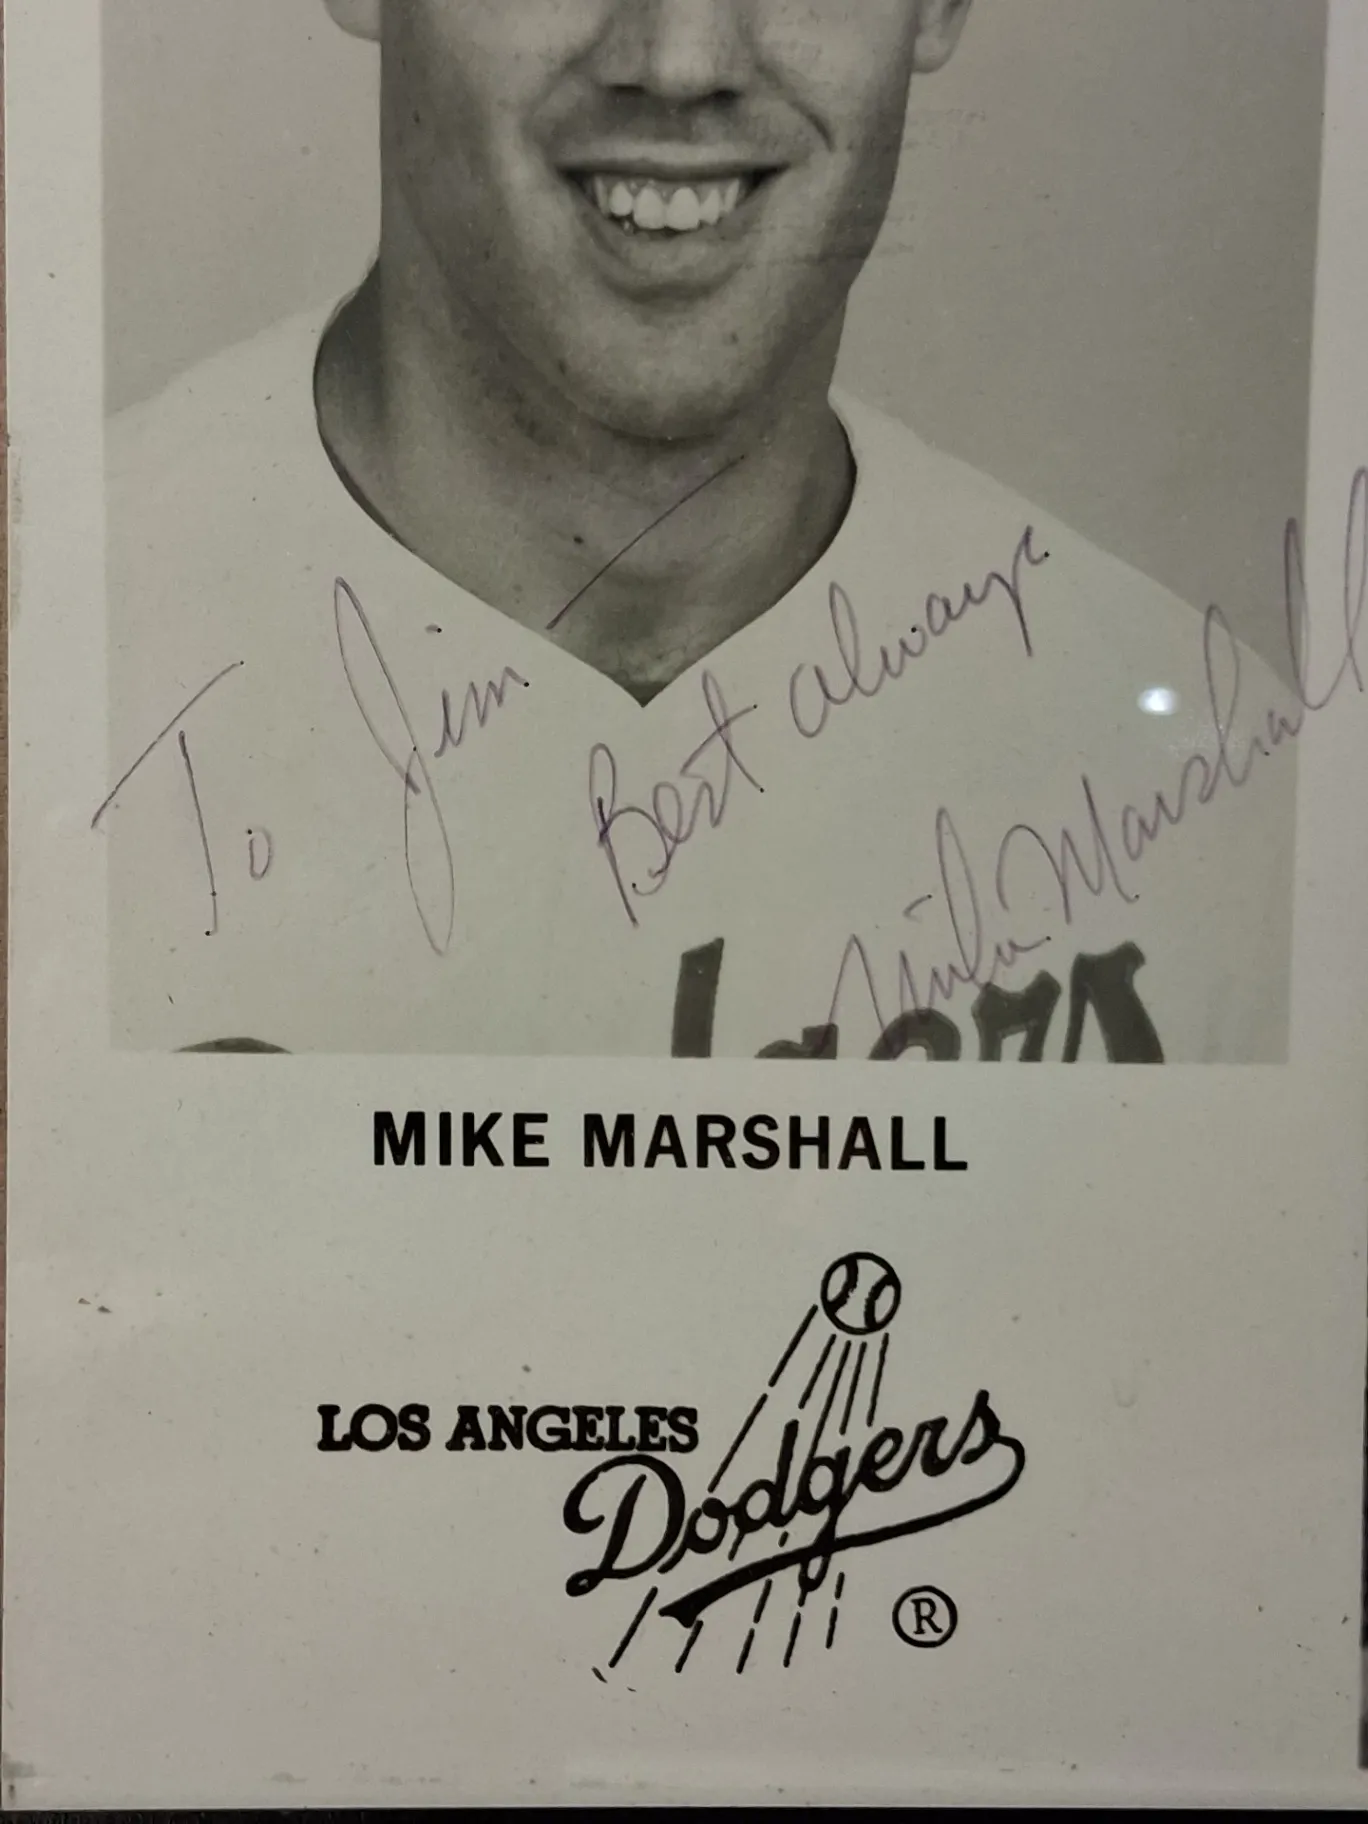 To Jim
Best always
Mike Marshall
MIKE MARSHALL
LOS ANGELES
Dodgers
®